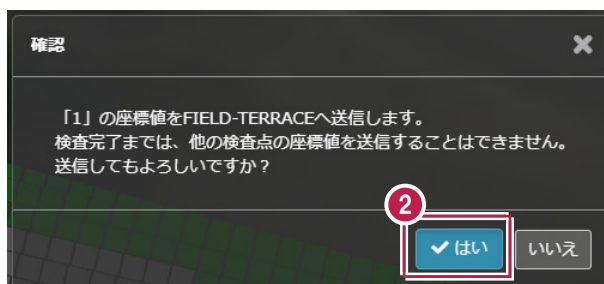 確認
「1」の座標値をFIELD-TERRACEへ送信します。
検査完了までは、他の検査点の座標値を送信することはできません。
送信してもよろしいですか？
2
はい
いいえ